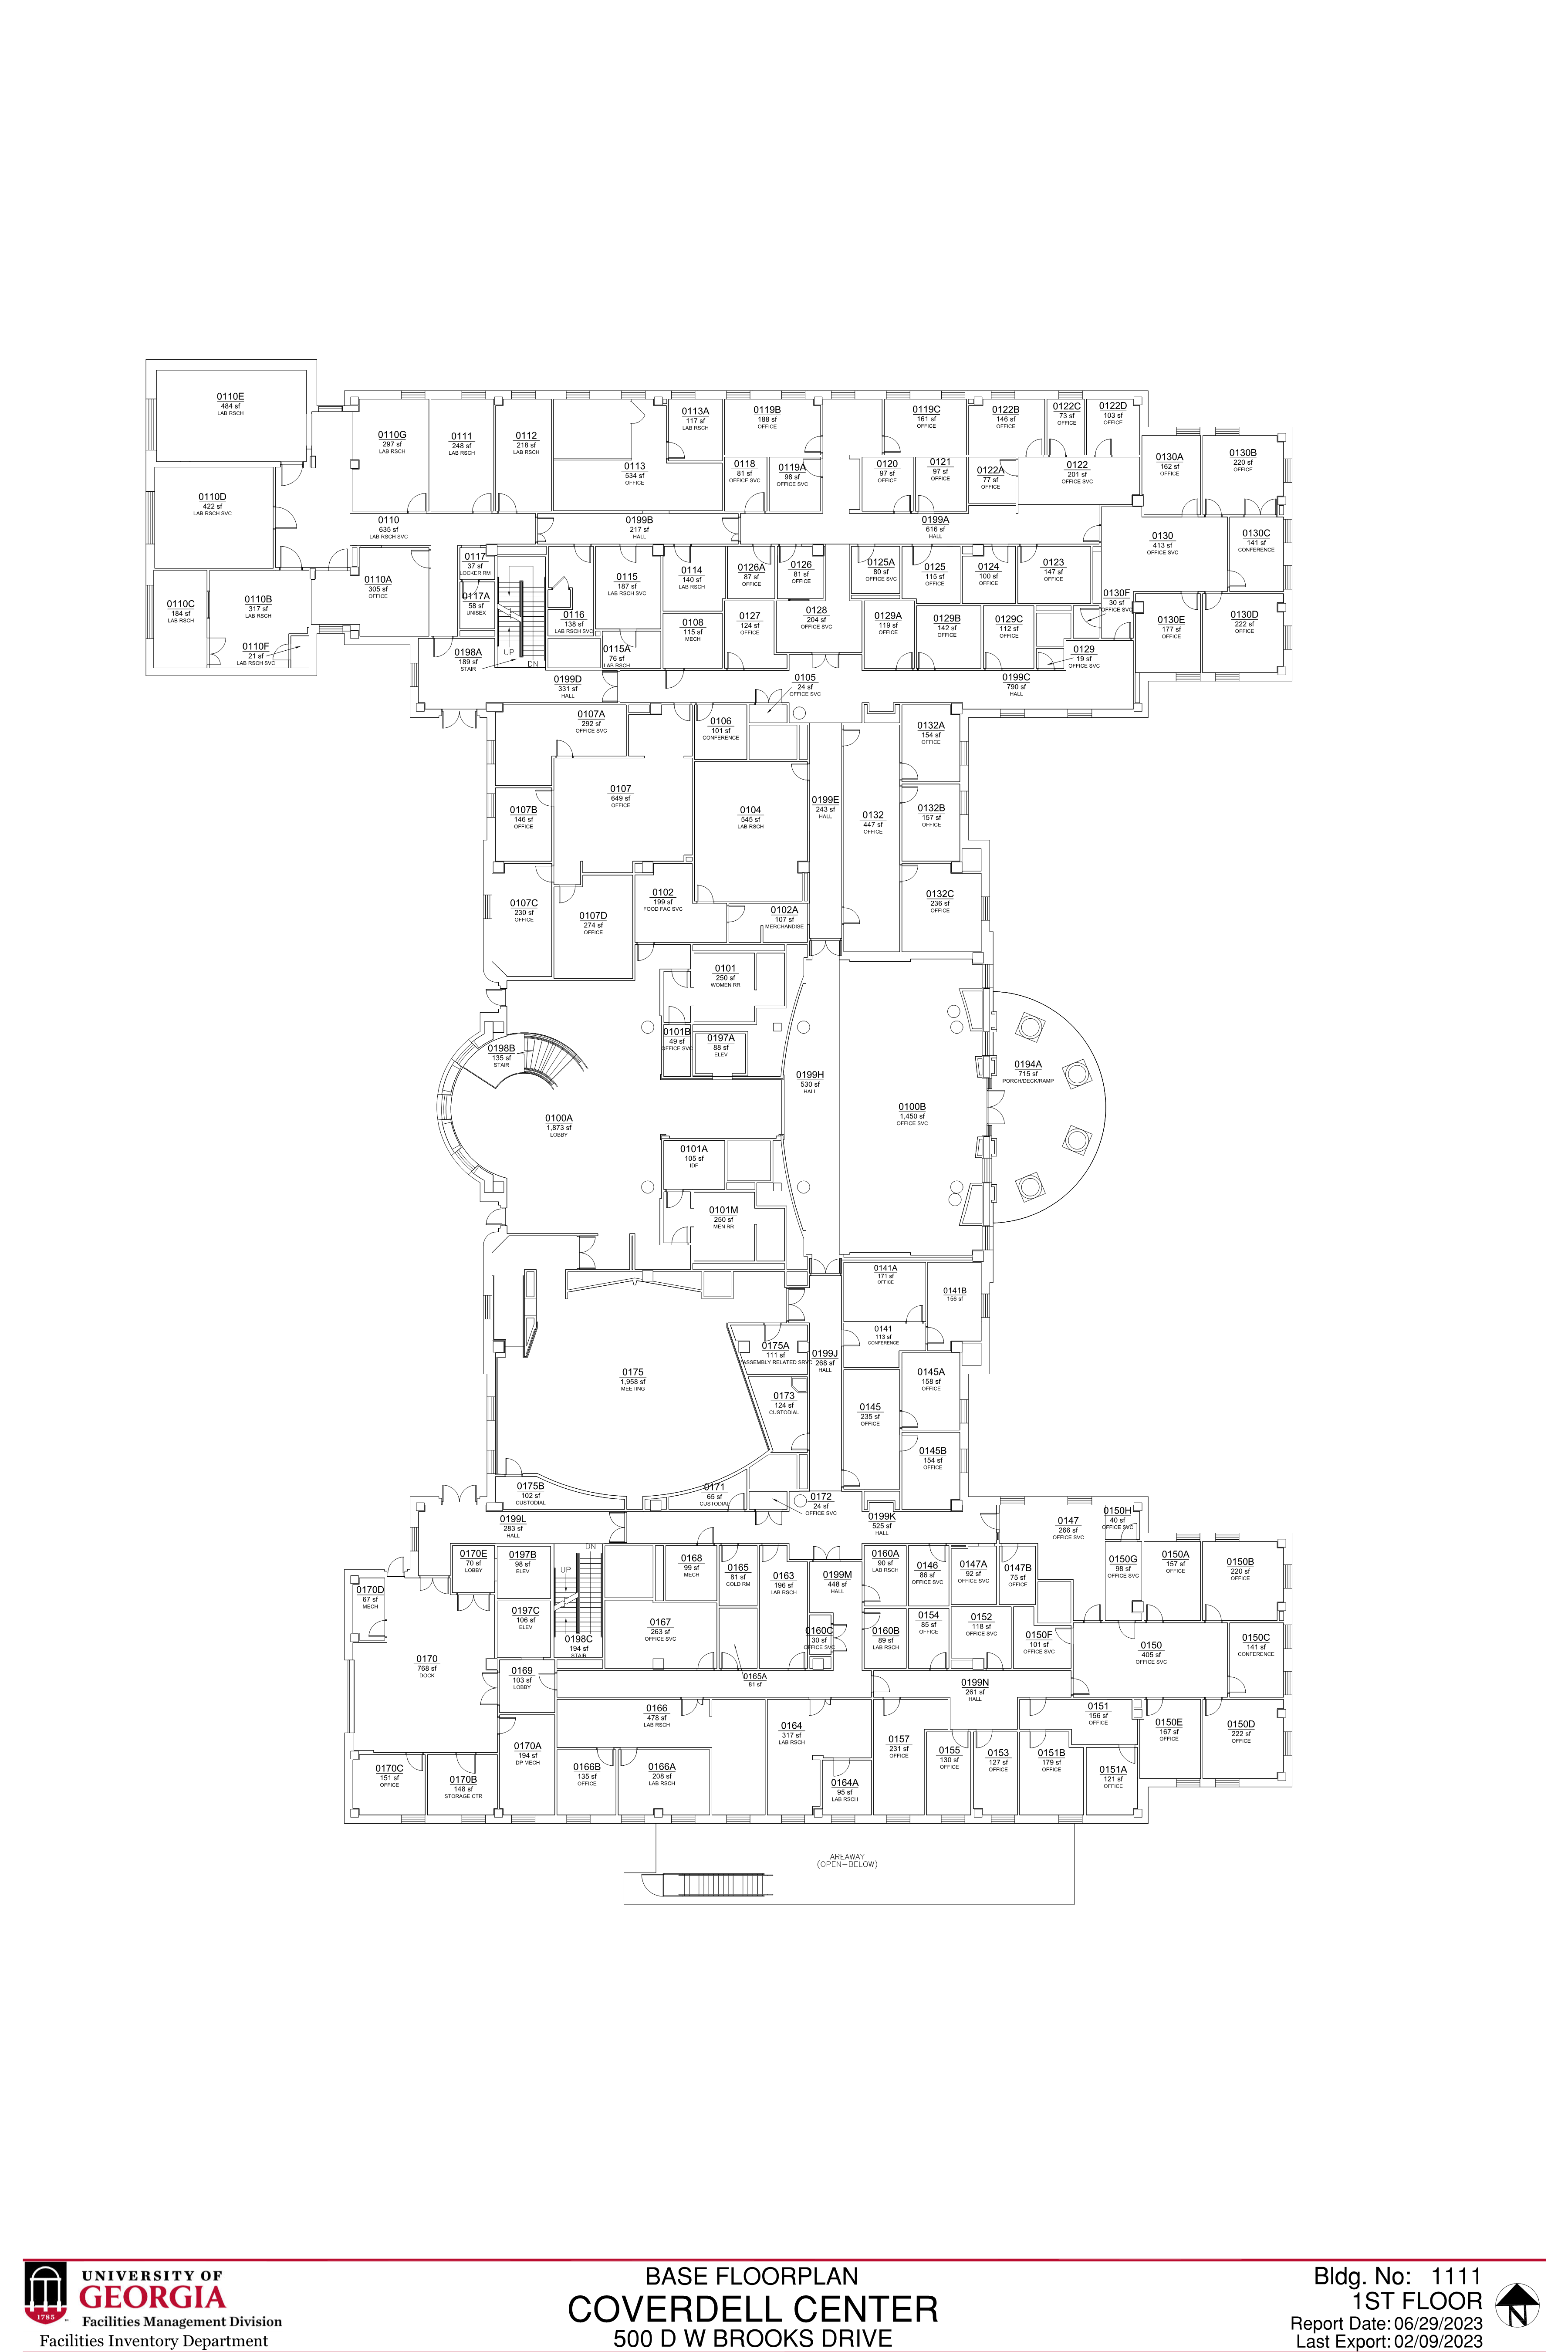 0110E
484 sf
LAB RSCH
0110G
297 sf
LAB RSCH
0111
248 sf
LAB RSCH
0112
218 sf
LAB RSCH
0113
534 sf
OFFICE
0113A
117 sf
LAB RSCH
0119B
188 sf
OFFICE
0118
81 sf
OFFICE SVC
0119A
98 sf
OFFICE SVC
0119C
161 sf
OFFICE
0120
97 sf
OFFICE
0121
97 sf
OFFICE
0122B
146 sf
OFFICE
0122C
73 sf
OFFICE
0122D
103 sf
OFFICE
0122A
77 sf
OFFICE
0122
201 sf
OFFICE SVC
0130A
162 sf
OFFICE
0130B
220 sf
OFFICE
0110D
422 sf
LAB RSCH SVC
0110
635 sf
LAB RSCH SVC
0199B
217 sf
HALL
0199A
616 sf
HALL
0130
413 sf
OFFICE SVC
0130C
141 sf
CONFERENCE
0110C
184 sf
LAB RSCH
0110B
317 sf
LAB RSCH
0110F
21 sf
LAB RSCH SVC
0110A
305 sf
OFFICE
0117
37 sf
LOCKER RM
0117A
58 sf
UNISEX
0198A
189 sf
STAIR
UP
DN
0116
138 sf
LAB RSCH SVC
0115
187 sf
LAB RSCH SVC
0115A
76 sf
LAB RSCH
0114
140 sf
LAB RSCH
0108
115 sf
MECH
0126A
87 sf
OFFICE
0126
81 sf
OFFICE
0127
124 sf
OFFICE
0128
204 sf
OFFICE SVC
0125A
80 sf
OFFICE SVC
0125
115 sf
OFFICE
0124
100 sf
OFFICE
0123
147 sf
OFFICE
0129A
119 sf
OFFICE
0129B
142 sf
OFFICE
0129C
112 sf
OFFICE
0130F
30 sf
OFFICE SVC
0129
19 sf
OFFICE SVC
0130E
177 sf
OFFICE
0130D
222 sf
OFFICE
0199D
331 sf
HALL
0105
24 sf
OFFICE SVC
0199C
790 sf
HALL
0107A
292 sf
OFFICE SVC
0106
101 sf
CONFERENCE
0132A
154 sf
OFFICE
0107
649 sf
OFFICE
0107B
146 sf
OFFICE
0104
545 sf
LAB RSCH
0199E
243 sf
HALL
0132
447 sf
OFFICE
0132B
157 sf
OFFICE
0107C
230 sf
OFFICE
0107D
274 sf
OFFICE
0102
199 sf
FOOD FAC SVC
0102A
107 sf
MERCHANDISE
0132C
236 sf
OFFICE
0101
250 sf
WOMEN RR
0101B
49 sf
OFFICE SVC
0197A
88 sf
ELEV
0198B
135 sf
STAIR
0199H
530 sf
HALL
0194A
715 sf
PORCH/DECK/RAMP
0100A
1,873 sf
LOBBY
0100B
1,450 sf
OFFICE SVC
0101A
105 sf
IDF
0101M
250 sf
MEN RR
0141A
171 sf
OFFICE
0141B
156 sf
0141
113 sf
CONFERENCE
0175A
111 sf
ASSEMBLY RELATED SRVC
0199J
268 sf
HALL
0175
1,958 sf
MEETING
0173
124 sf
CUSTODIAL
0145A
158 sf
OFFICE
0145
235 sf
OFFICE
0145B
154 sf
OFFICE
0175B
102 sf
CUSTODIAL
0171
65 sf
CUSTODIAL
0172
24 sf
OFFICE SVC
0199L
283 sf
HALL
0199K
525 sf
HALL
0147
266 sf
OFFICE SVC
0150H
40 sf
OFFICE SVC
0170E
70 sf
LOBBY
0197B
98 sf
ELEV
DN
UP
0168
99 sf
MECH
0165
81 sf
COLD RM
0163
196 sf
LAB RSCH
0199M
448 sf
HALL
0160A
90 sf
LAB RSCH
0146
86 sf
OFFICE SVC
0147A
92 sf
OFFICE SVC
0147B
75 sf
OFFICE
0150G
98 sf
OFFICE SVC
0150A
157 sf
OFFICE
0150B
220 sf
OFFICE
0170D
67 sf
MECH
0197C
106 sf
ELEV
0198C
194 sf
STAIR
0167
263 sf
OFFICE SVC
0160C
30 sf
OFFICE SVC
0160B
89 sf
LAB RSCH
0154
85 sf
OFFICE
0152
118 sf
OFFICE SVC
0150F
101 sf
OFFICE SVC
0150
405 sf
OFFICE SVC
0150C
141 sf
CONFERENCE
0170
768 sf
DOCK
0169
103 sf
LOBBY
0165A
81 sf
0199N
261 sf
HALL
0166
478 sf
LAB RSCH
0164
317 sf
LAB RSCH
0157
231 sf
OFFICE
0151
156 sf
OFFICE
0150E
167 sf
OFFICE
0150D
222 sf
OFFICE
0170C
151 sf
OFFICE
0170B
148 sf
STORAGE CTR
0170A
194 sf
DP MECH
0166B
135 sf
OFFICE
0166A
208 sf
LAB RSCH
0164A
95 sf
LAB RSCH
0155
130 sf
OFFICE
0153
127 sf
OFFICE
0151B
179 sf
OFFICE
0151A
121 sf
OFFICE
AREAWAY
(OPEN-BELOW)
1785
UNIVERSITY OF
GEORGIA
Facilities Management Division
Facilities Inventory Department
BASE FLOORPLAN
COVERDELL CENTER
500 D W BROOKS DRIVE
Bldg. No: 1111
1ST FLOOR
Report Date: 06/29/2023
Last Export: 02/09/2023
N